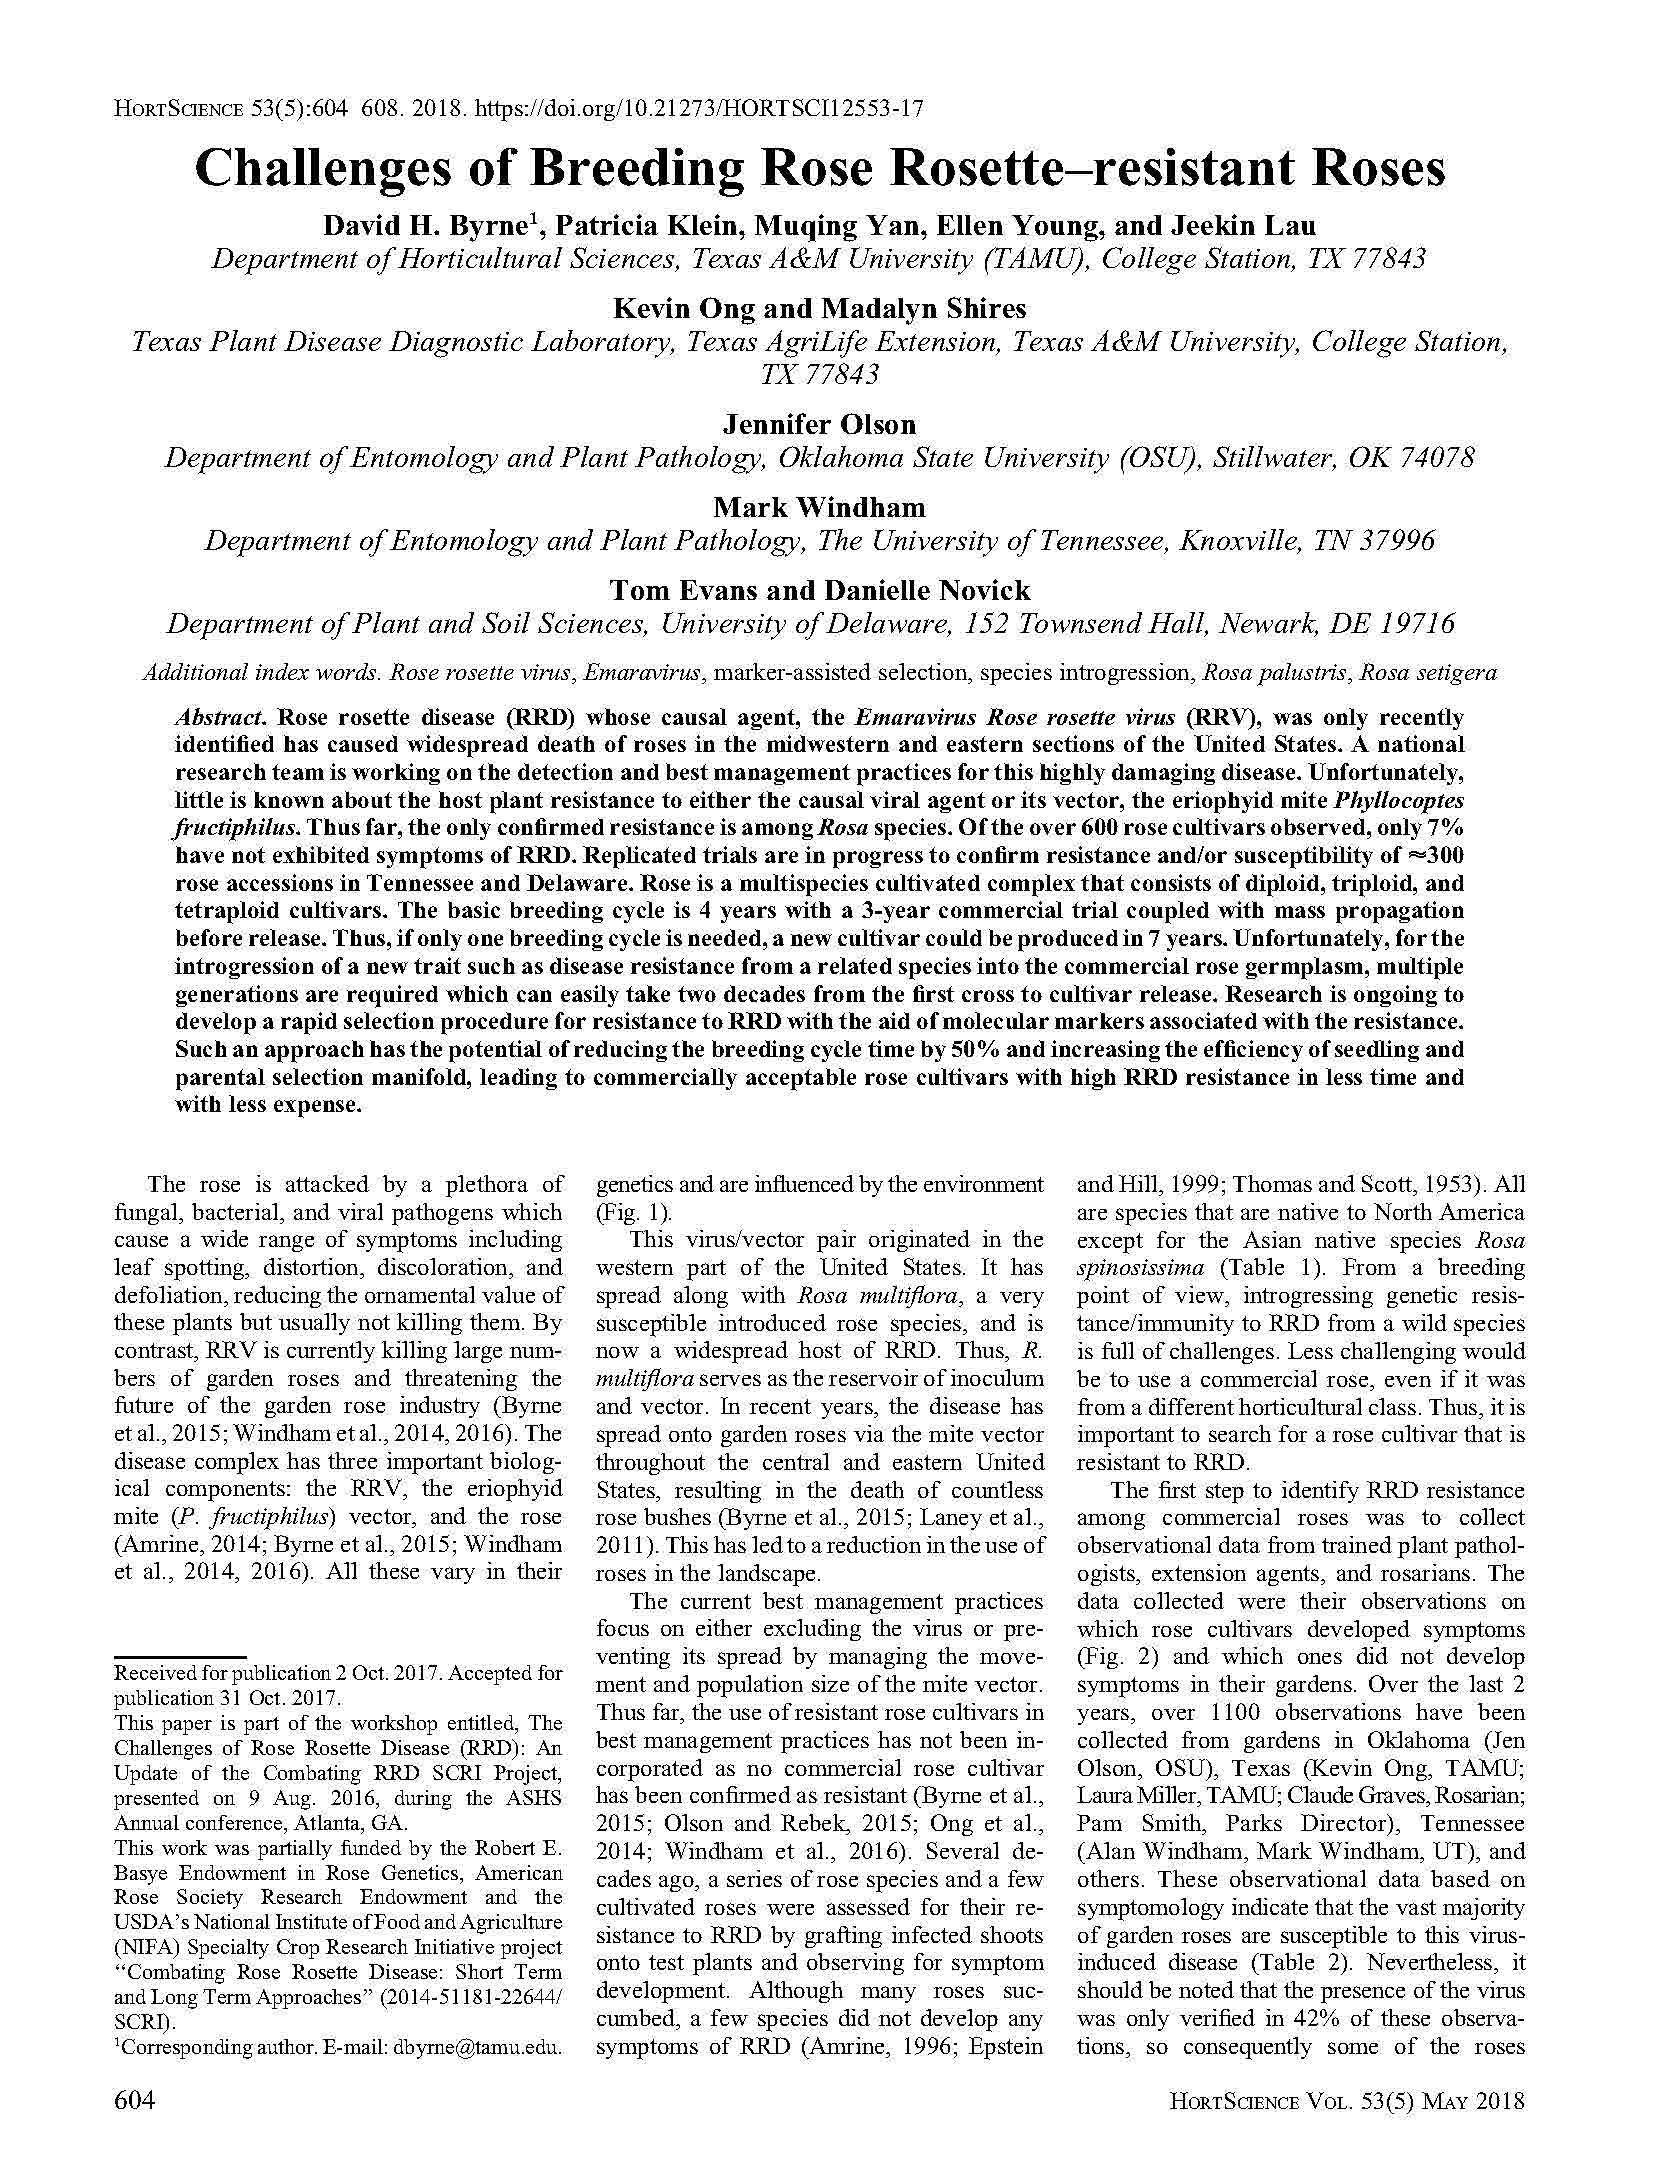 HORTSCIENCE 53(5):604 608. 2018. https://doi.org/10.21273/HORTSCI12553-17
Challenges of Breeding Rose Rosette–resistant Roses
David H. Byrne1, Patricia Klein, Muqing Yan, Ellen Young, and Jeekin Lau
Department of Horticultural Sciences, Texas A&M University (TAMU), College Station, TX 77843
Kevin Ong and Madalyn Shires
Texas Plant Disease Diagnostic Laboratory, Texas AgriLife Extension, Texas A&M University, College Station,
TX 77843
Jennifer Olson
Department of Entomology and Plant Pathology, Oklahoma State University (OSU), Stillwater, OK 74078
Mark Windham
Department of Entomology and Plant Pathology, The University of Tennessee, Knoxville, TN 37996
Tom Evans and Danielle Novick
Department of Plant and Soil Sciences, University of Delaware, 152 Townsend Hall, Newark, DE 19716
Additional index words. Rose rosette virus, Emaravirus, marker-assisted selection, species introgression, Rosa palustris, Rosa setigera
Abstract. Rose rosette disease (RRD) whose causal agent, the Emaravirus Rose rosette virus (RRV), was only recently
identified has caused widespread death of roses in the midwestern and eastern sections of the United States. A national
research team is working on the detection and best management practices for this highly damaging disease. Unfortunately,
little is known about the host plant resistance to either the causal viral agent or its vector, the eriophyid mite Phyllocoptes
fructiphilus. Thus far, the only confirmed resistance is among Rosa species. Of the over 600 rose cultivars observed, only 7%
have not exhibited symptoms of RRD. Replicated trials are in progress to confirm resistance and/or susceptibility of ≈300
rose accessions in Tennessee and Delaware. Rose is a multispecies cultivated complex that consists of diploid, triploid, and
tetraploid cultivars. The basic breeding cycle is 4 years with a 3-year commercial trial coupled with mass propagation
before release. Thus, if only one breeding cycle is needed, a new cultivar could be produced in 7 years. Unfortunately, for the
introgression of a new trait such as disease resistance from a related species into the commercial rose germplasm, multiple
generations are required which can easily take two decades from the first cross to cultivar release. Research is ongoing to
develop a rapid selection procedure for resistance to RRD with the aid of molecular markers associated with the resistance.
Such an approach has the potential of reducing the breeding cycle time by 50% and increasing the efficiency of seedling and
parental selection manifold, leading to commercially acceptable rose cultivars with high RRD resistance in less time and
with less expense.
The rose is attacked by a plethora of
fungal, bacterial, and viral pathogens which
cause a wide range of symptoms including
leaf spotting, distortion, discoloration, and
defoliation, reducing the ornamental value of
these plants but usually not killing them. By
contrast, RRV is currently killing large num-
bers of garden roses and threatening the
future of the garden rose industry (Byrne
et al., 2015; Windham et al., 2014, 2016). The
disease complex has three important biolog-
ical components: the RRV, the eriophyid
mite (P. fructiphilus) vector, and the rose
(Amrine, 2014; Byrne et al., 2015; Windham
et al., 2014, 2016). All these vary in their
Received for publication 2 Oct. 2017. Accepted for
publication 31 Oct. 2017.
This paper is part of the workshop entitled, The
Challenges of Rose Rosette Disease (RRD): An
Update of the Combating RRD SCRI Project,
presented on 9 Aug. 2016, during the ASHS
Annual conference, Atlanta, GA.
This work was partially funded by the Robert E.
Basye Endowment in Rose Genetics, American
Rose Society Research Endowment and the
USDA's National Institute of Food and Agriculture
(NIFA) Specialty Crop Research Initiative project
‘‘Combating Rose Rosette Disease: Short Term
and Long Term Approaches’’ (2014-51181-22644/
SCRI).
1Corresponding author. E-mail: dbyrne@tamu.edu.
genetics and are influenced by the environment
(Fig. 1).
This virus/vector pair originated in the
western part of the United States. It has
spread along with Rosa multiflora, a very
susceptible introduced rose species, and is
now a widespread host of RRD. Thus, R.
multiflora serves as the reservoir of inoculum
and vector. In recent years, the disease has
spread onto garden roses via the mite vector
throughout the central and eastern United
States, resulting in the death of countless
rose bushes (Byrne et al., 2015; Laney et al.,
2011). This has led to a reduction in the use of
roses in the landscape.
The current best management practices
focus on either excluding the virus or pre-
venting its spread by managing the move-
ment and population size of the mite vector.
Thus far, the use of resistant rose cultivars in
best management practices has not been in-
corporated as no commercial rose cultivar
has been confirmed as resistant (Byrne et al.,
2015; Olson and Rebek, 2015; Ong et al.,
2014; Windham et al., 2016). Several de-
cades ago, a series of rose species and a few
cultivated roses were assessed for their re-
sistance to RRD by grafting infected shoots
onto test plants and observing for symptom
development. Although many roses suc-
cumbed, a few species did not develop any
symptoms of RRD (Amrine, 1996; Epstein
and Hill, 1999; Thomas and Scott, 1953). All
are species that are native to North America
except for the Asian native species Rosa
spinosissima (Table 1). From a breeding
point of view, introgressing genetic resis-
tance/immunity to RRD from a wild species
is full of challenges. Less challenging would
be to use a commercial rose, even if it was
from a different horticultural class. Thus, it is
important to search for a rose cultivar that is
resistant to RRD.
The first step to identify RRD resistance
among commercial roses was to collect
observational data from trained plant pathol-
ogists, extension agents, and rosarians. The
data collected were their observations on
which rose cultivars developed symptoms
(Fig. 2) and which ones did not develop
symptoms in their gardens. Over the last 2
years, over 1100 observations have been
collected from gardens in Oklahoma (Jen
Olson, OSU), Texas (Kevin Ong, TAMU;
Laura Miller, TAMU; Claude Graves, Rosarian;
Pam Smith, Parks Director), Tennessee
(Alan Windham, Mark Windham, UT), and
others. These observational data based on
symptomology indicate that the vast majority
of garden roses are susceptible to this virus-
induced disease (Table 2). Nevertheless, it
should be noted that the presence of the virus
was only verified in 42% of these observa-
tions, so consequently some of the roses
604
HORTSCIENCE VOL. 53(5) MAY 2018